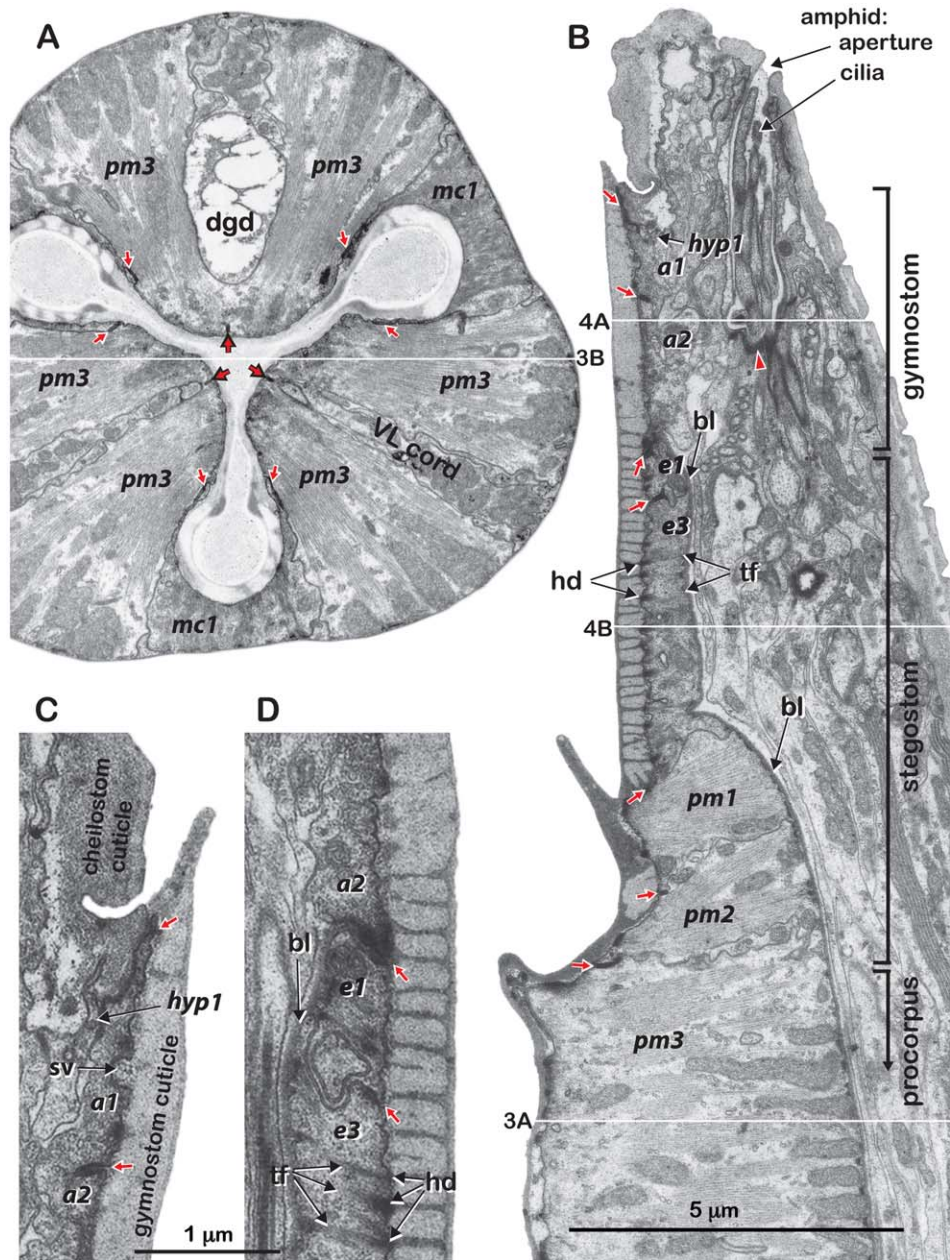 A
pm3
pm3
mc1
dgd
pm3
pm3
3B
VL cord
pm3
pm3
mc1
B
amphid:
aperture
cilia
hyp1
a1
4A
a2
bl
e1
e3
hd
tf
4B
bl
pm1
pm2
pm3
3A
5 μm
gymnostom
stegostom
procorpus
C
cheilostom
cuticle
hyp1
sv
a1
a2
gymnostom cuticle
1 μm
D
a2
bl
e1
e3
tf
hd